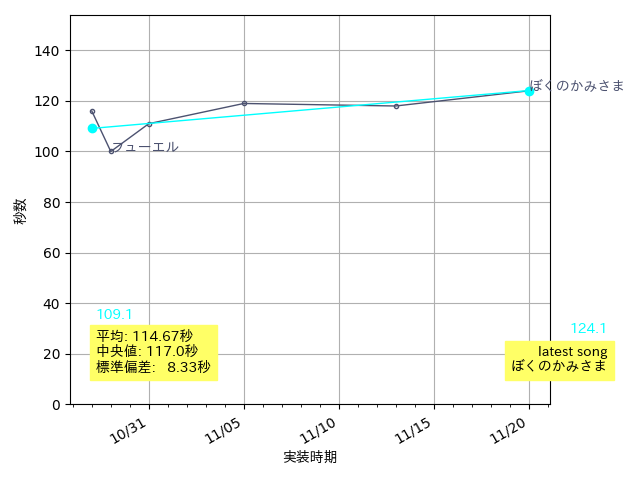 140
120
100
80
60
40
20
0
秒数
ぼくのかみさま
フューエル
109.1
平均: 114.67秒
中央値: 117.0秒
標準偏差:  8.33秒
124.1
latest song
ぼくのかみさま
10/31
11/05
11/10
11/15
11/20
実装時期